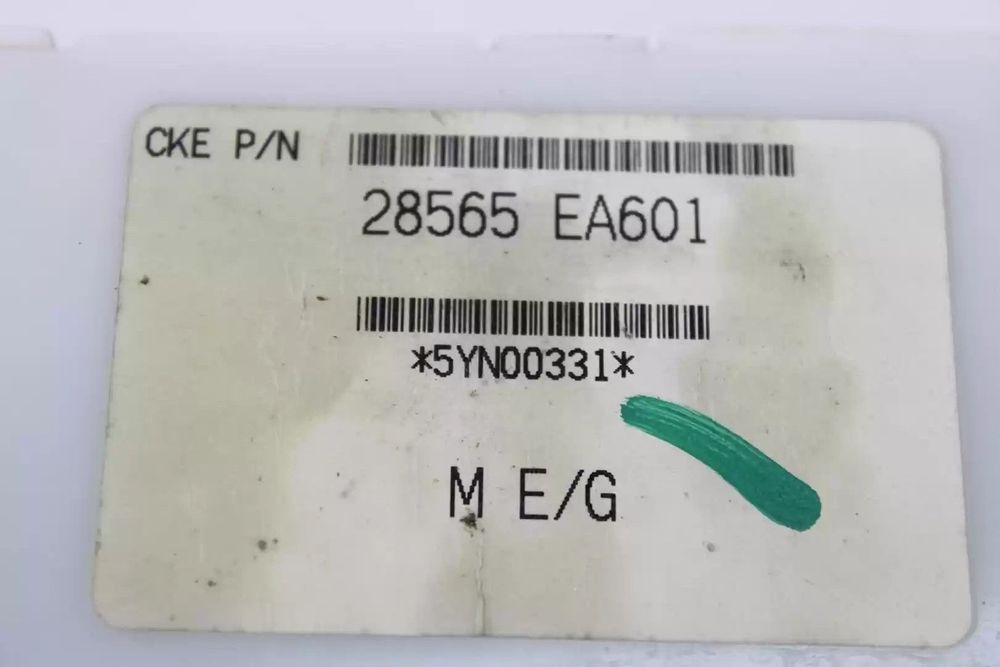 CKE P/N
28565 EA601
*5YN00331*
M E/G